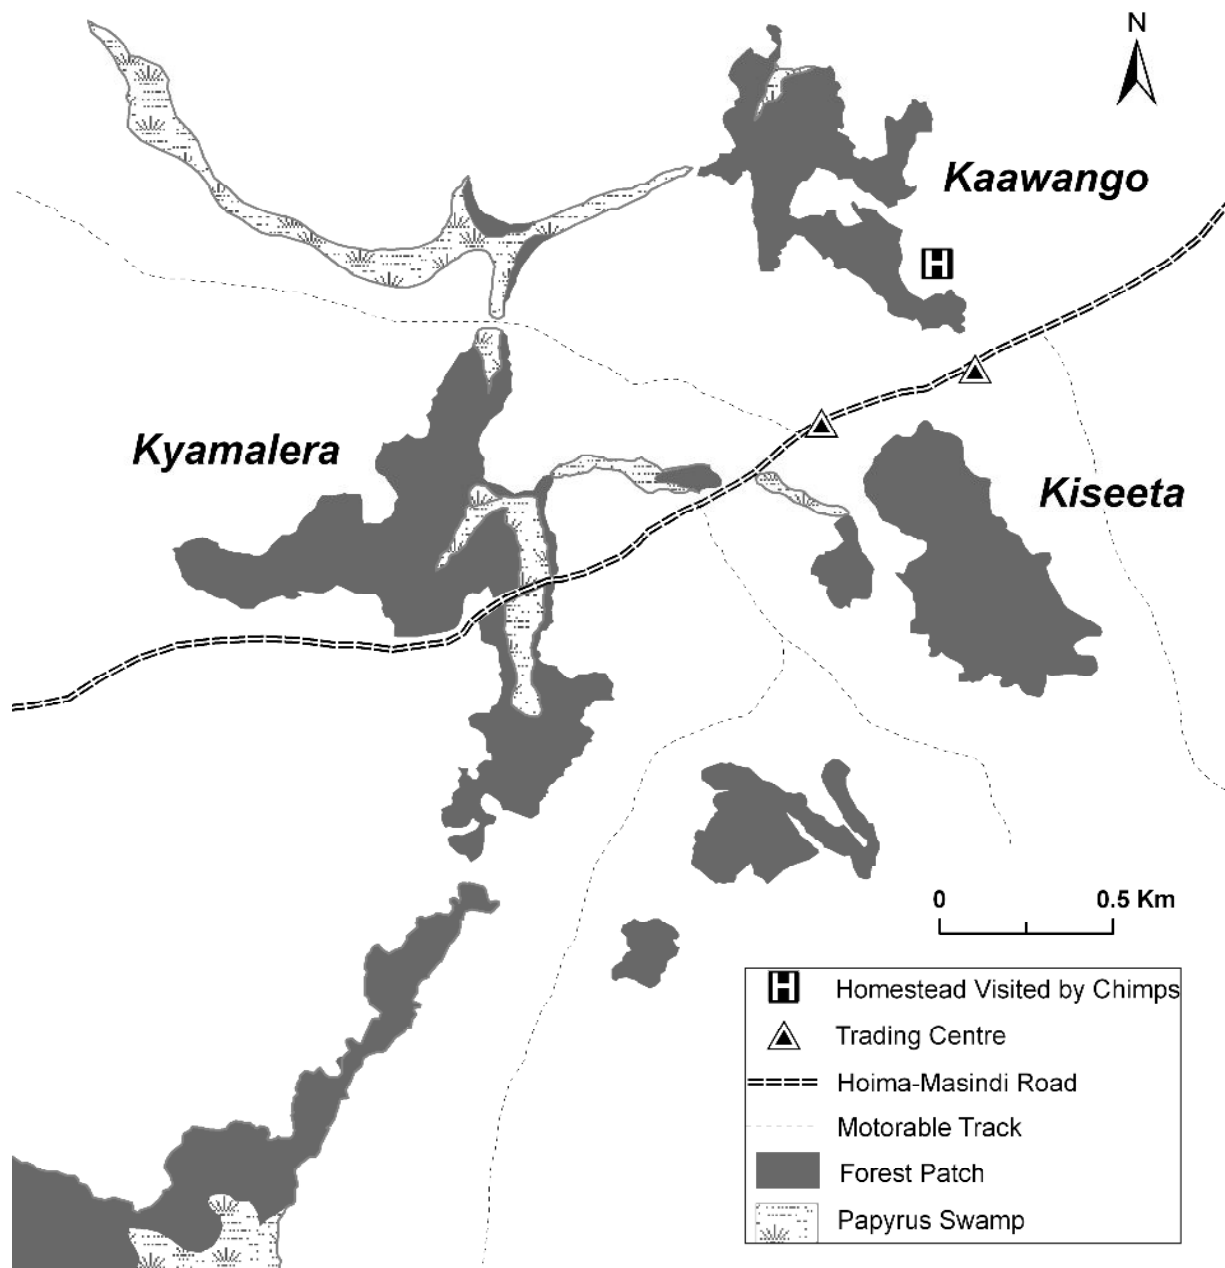 N
Kaawango
H
Kyamalera
Kiseeta
0 0.5 Km
H Homestead Visited by Chimps
Trading Centre
Hoima-Masindi Road
Motorable Track
Forest Patch
Papyrus Swamp